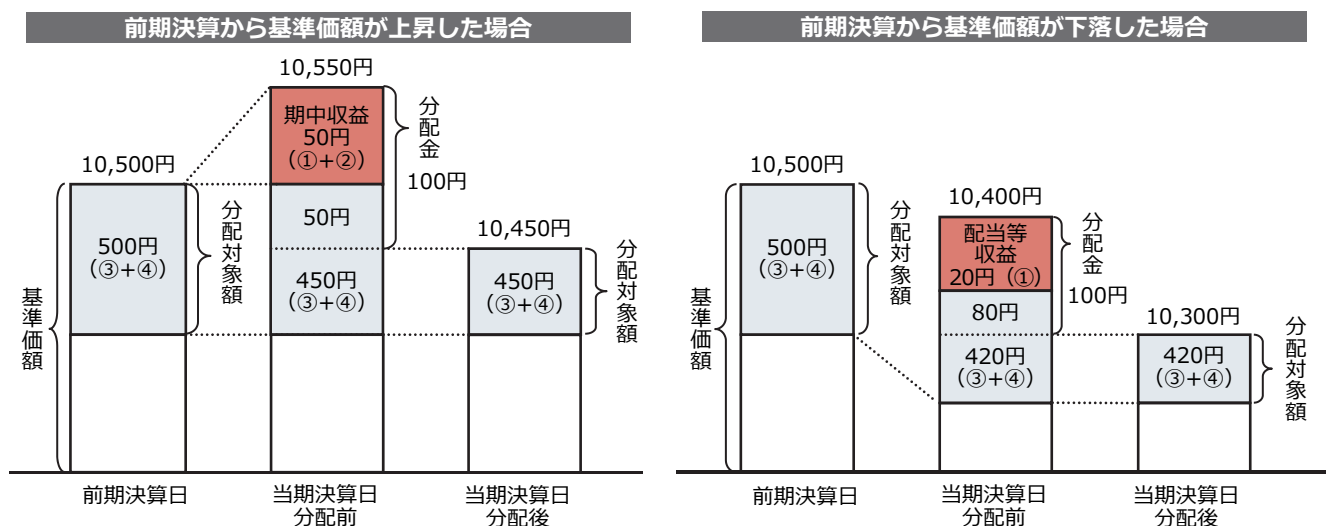 前期決算から基準価額が上昇した場合
10,550円
期中収益
50円
(①+②)
分配金
100円
10,500円
500円
(③+④)
分配対象額
50円
450円
(③+④)
10,450円
450円
(③+④)
分配対象額
基準価額
前期決算日
当期決算日
分配前
当期決算日
分配後
前期決算から基準価額が下落した場合
10,500円
500円
(③+④)
分配対象額
10,400円
配当等
収益
20円(①)
分配金
100円
80円
420円
(③+④)
10,300円
420円
(③+④)
分配対象額
基準価額
前期決算日
当期決算日
分配前
当期決算日
分配後